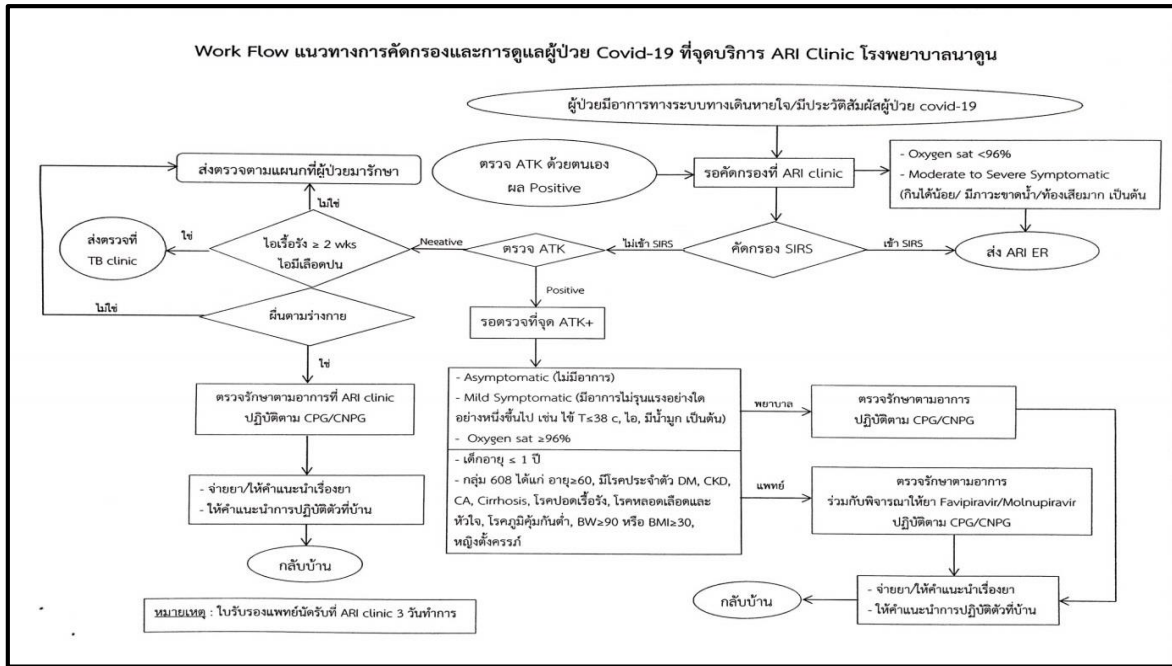 Work Flow แนวทางการคัดกรองและการดูแลผู้ป่วย Covid-19 ที่จุดบริการ ARI Clinic โรงพยาบาลนาดูน
ผู้ป่วยมีอาการทางระบบทางเดินหายใจ/มีประวัติสัมผัสผู้ป่วย covid-19
ตรวจ ATK ด้วยตนเอง
ผล Positive
รอคัดกรองที่ ARI clinic
- Oxygen sat <96%
- Moderate to Severe Symptomatic
(กินได้น้อย/ มีภาวะขาดน้ำ/ท้องเสียมาก เป็นต้น
ส่งตรวจตามแผนกที่ผู้ป่วยมารักษา
ไม่ใช่
ใช่
ส่งตรวจที่
TB clinic
ไอเรื้อรัง ≥ 2 wks
ไอมีเลือดปน
Negative
ตรวจ ATK
ไม่เข้า SIRS
คัดกรอง SIRS
เข้า SIRS
ส่ง ARI ER
Positive
ไม่ใช่
ผื่นตามร่างกาย
รอตรวจที่จุด ATK+
ใช่
ตรวจรักษาตามอาการที่ ARI clinic
ปฏิบัติตาม CPG/CNPG
- Asymptomatic (ไม่มีอาการ)
- Mild Symptomatic (มีอาการไม่รุนแรงอย่างใด
อย่างหนึ่งขึ้นไป เช่น ไข้ T≤38 c, ไอ, มีน้ำมูก เป็นต้น)
- Oxygen sat ≥96%
พยาบาล
ตรวจรักษาตามอาการ
ปฏิบัติตาม CPG/CNPG
- เด็กอายุ ≤ 1 ปี
- กลุ่ม 608 ได้แก่ อายุ≥60, มีโรคประจำตัว DM, CKD,
CA, Cirrhosis, โรคปอดเรื้อรัง, โรคหลอดเลือดและ
หัวใจ, โรคภูมิคุ้มกันต่ำ, BW≥90 หรือ BMI≥30,
หญิงตั้งครรภ์
แพทย์
ตรวจรักษาตามอาการ
ร่วมกับพิจารณาให้ยา Favipiravir/Molnupiravir
ปฏิบัติตาม CPG/CNPG
- จ่ายยา/ให้คำแนะนำเรื่องยา
- ให้คำแนะนำการปฏิบัติตัวที่บ้าน
กลับบ้าน
- จ่ายยา/ให้คำแนะนำเรื่องยา
- ให้คำแนะนำการปฏิบัติตัวที่บ้าน
กลับบ้าน
หมายเหตุ : ใบรับรองแพทย์นัดรับที่ ARI clinic 3 วันทำการ